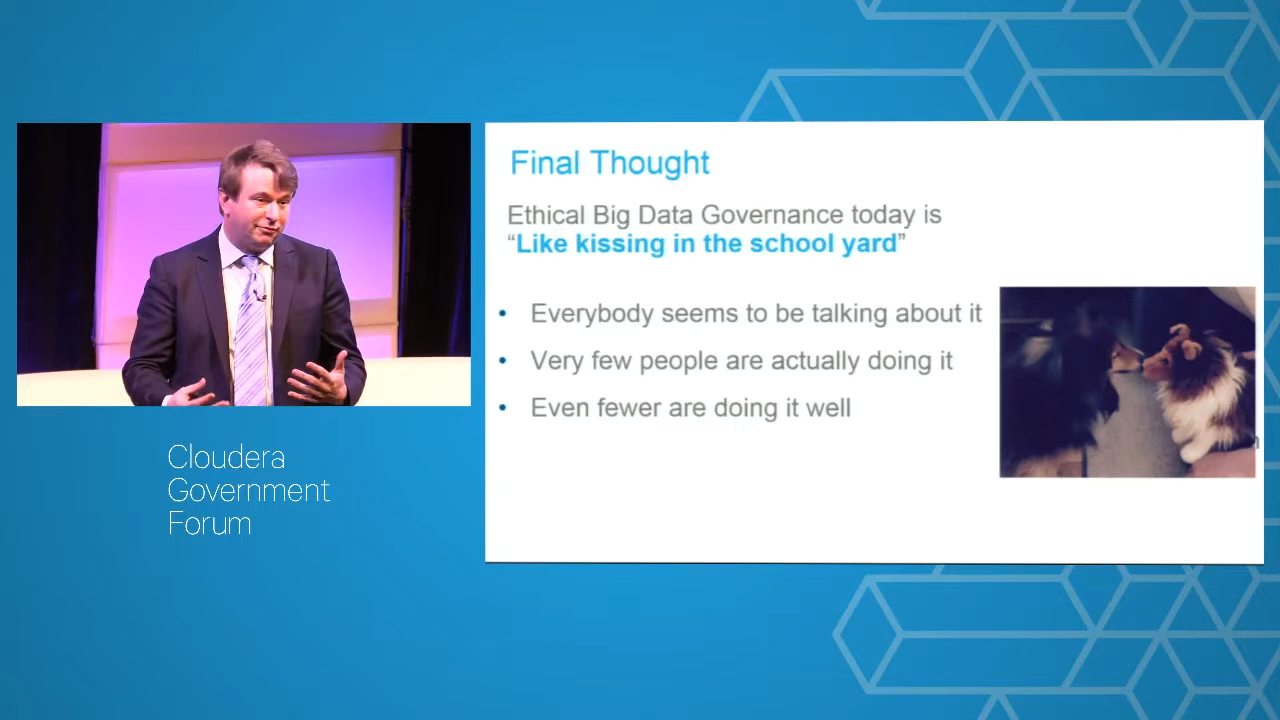 Final Thought
Ethical Big Data Governance today is
“Like kissing in the school yard”
• Everybody seems to be talking about it
• Very few people are actually doing it
• Even fewer are doing it well
Cloudera
Government
Forum